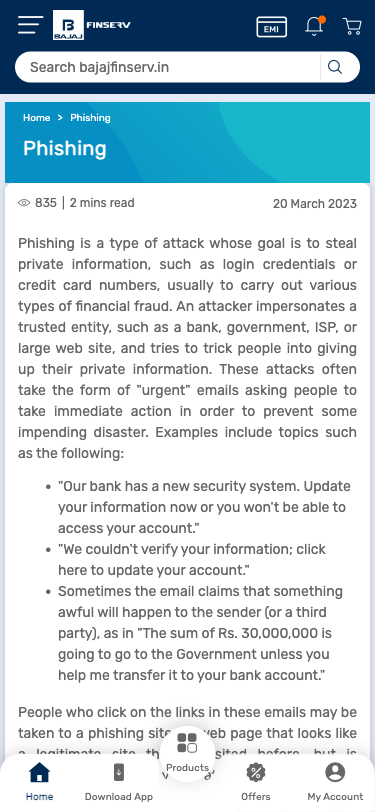 B
BAJAJ
FINSERV
EMI
Search bajajfinserv.in
Home > Phishing
Phishing
835 | 2 mins read
20 March 2023
Phishing is a type of attack whose goal is to steal
private information, such as login credentials or
credit card numbers, usually to carry out various
types of financial fraud. An attacker impersonates a
trusted entity, such as a bank, government, ISP, or
large web site, and tries to trick people into giving
up their private information. These attacks often
take the form of "urgent" emails asking people to
take immediate action in order to prevent some
impending disaster. Examples include topics such
as the following:
• "Our bank has a new security system. Update
your information now or you won't be able to
access your account."
• "We couldn't verify your information; click
here to update your account."
• Sometimes the email claims that something
awful will happen to the sender (or a third
party), as in "The sum of Rs. 30,000,000 is
going to go to the Government unless you
help me transfer it to your bank account."
People who click on the links in these emails may be
taken to a phishing site web page that looks like
a legitimate site visited before, but is
Home
Download App
Products
Offers
My Account